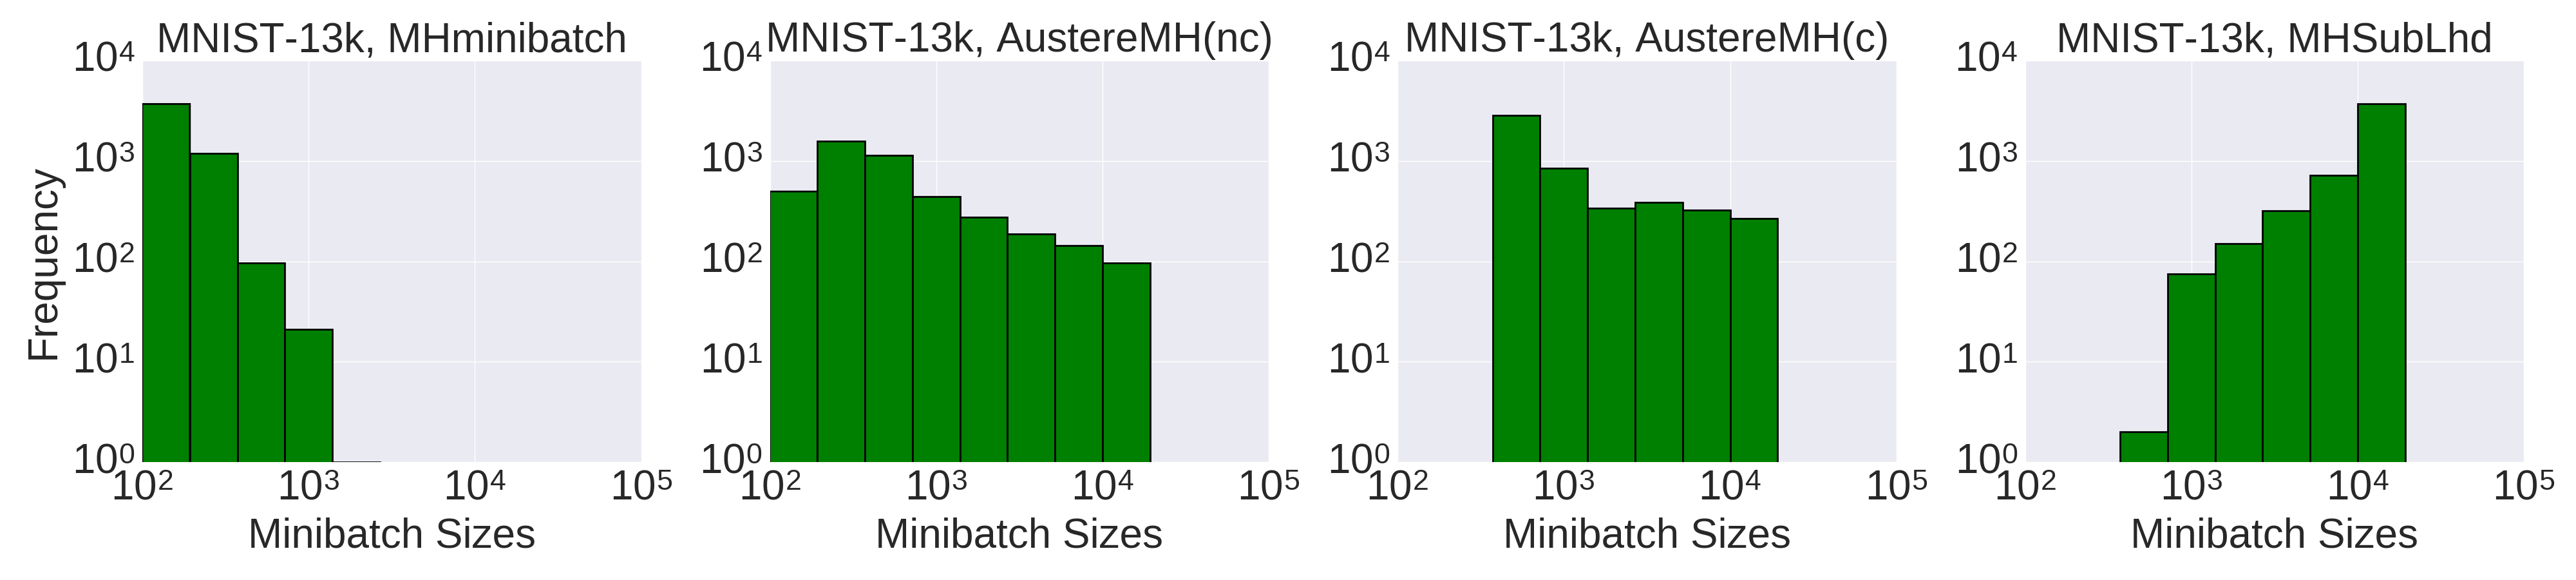 MNIST-13k, MHminibatch
10⁴
10³
10²
10¹
10⁰
Frequency
10² 10³ 10⁴ 10⁵
Minibatch Sizes
MNIST-13k, AustereMH(nc)
10⁴
10³
10²
10¹
10⁰
10² 10³ 10⁴ 10⁵
Minibatch Sizes
MNIST-13k, AustereMH(c)
10⁴
10³
10²
10¹
10⁰
10² 10³ 10⁴ 10⁵
Minibatch Sizes
MNIST-13k, MHSubLhd
10⁴
10³
10²
10¹
10⁰
10² 10³ 10⁴ 10⁵
Minibatch Sizes